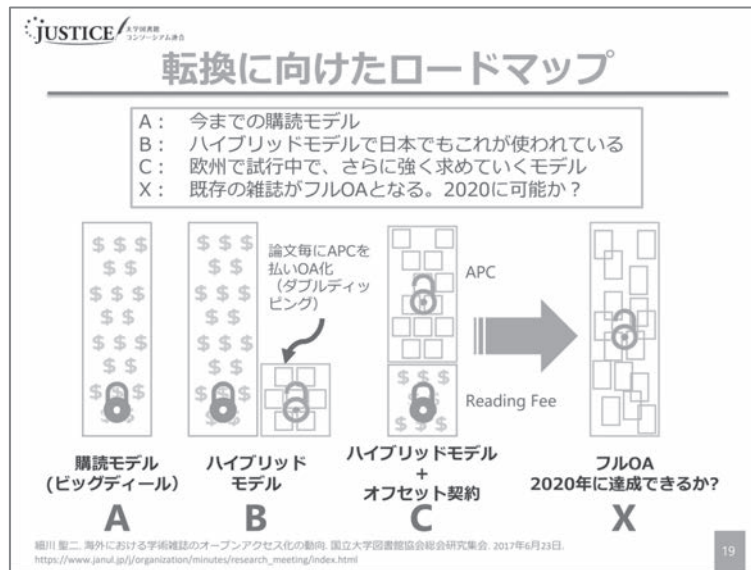 JUSTICE 大学図書館
コンソーシアム連合
転換に向けたロードマップ
A： 今までの購読モデル
B： ハイブリッドモデルで日本でもこれが使われている
C： 欧州で試行中で、さらに強く求めていくモデル
X： 既存の雑誌がフルOAとなる。2020に可能か？
$ $ $
$ $
$ $ $
$ $
$ $ $
$ $
$ $ $
$ $ $
$ $
$ $ $
$ $
$ $ $
$ $
$ $ $
論文毎にAPCを
払いOA化
（ダブルディッ
ピング）
APC
$ $ $
Reading Fee
購読モデル
(ビッグディール)
A
ハイブリッド
モデル
B
ハイブリッドモデル
+
オフセット契約
C
フルOA
2020年に達成できるか?
X
細川 聖二. 海外における学術雑誌のオープンアクセス化の動向. 国立大学図書館協会総会研究集会. 2017年6月23日.
https://www.janul.jp/j/organization/minutes/research_meeting/index.html
19